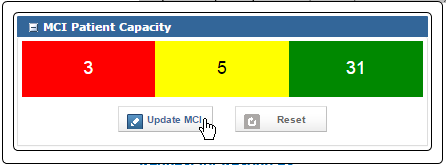 MCI Patient Capacity
3 5 31
Update MCI Reset